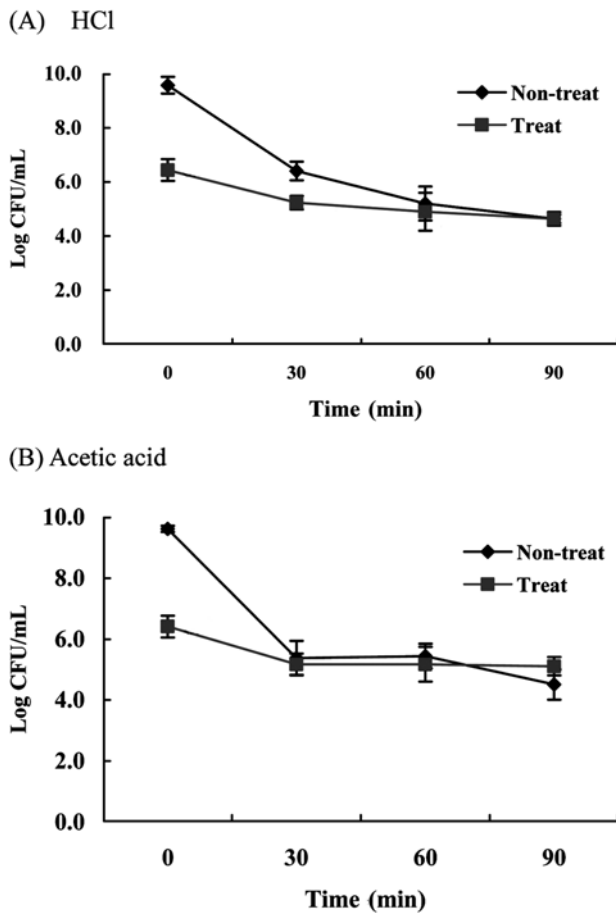 (A) HCl
10.0
8.0
6.0
4.0
2.0
0.0
Log CFU/mL
Non-treat
Treat
0 30 60 90
Time (min)
(B) Acetic acid
10.0
8.0
6.0
4.0
2.0
0.0
Log CFU/mL
Non-treat
Treat
0 30 60 90
Time (min)